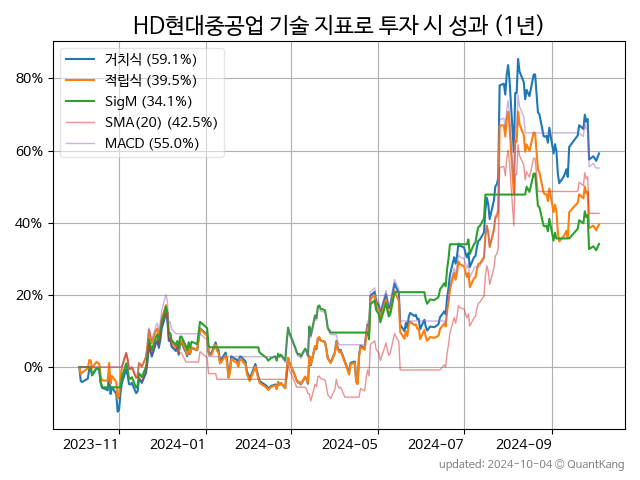 HD현대중공업 기술 지표로 투자 시 성과 (1년)
거치식 (59.1%)
적립식 (39.5%)
SigM (34.1%)
SMA(20) (42.5%)
MACD (55.0%)
80%
60%
40%
20%
0%
2023-11 2024-01 2024-03 2024-05 2024-07 2024-09
updated: 2024-10-04 © QuantKang